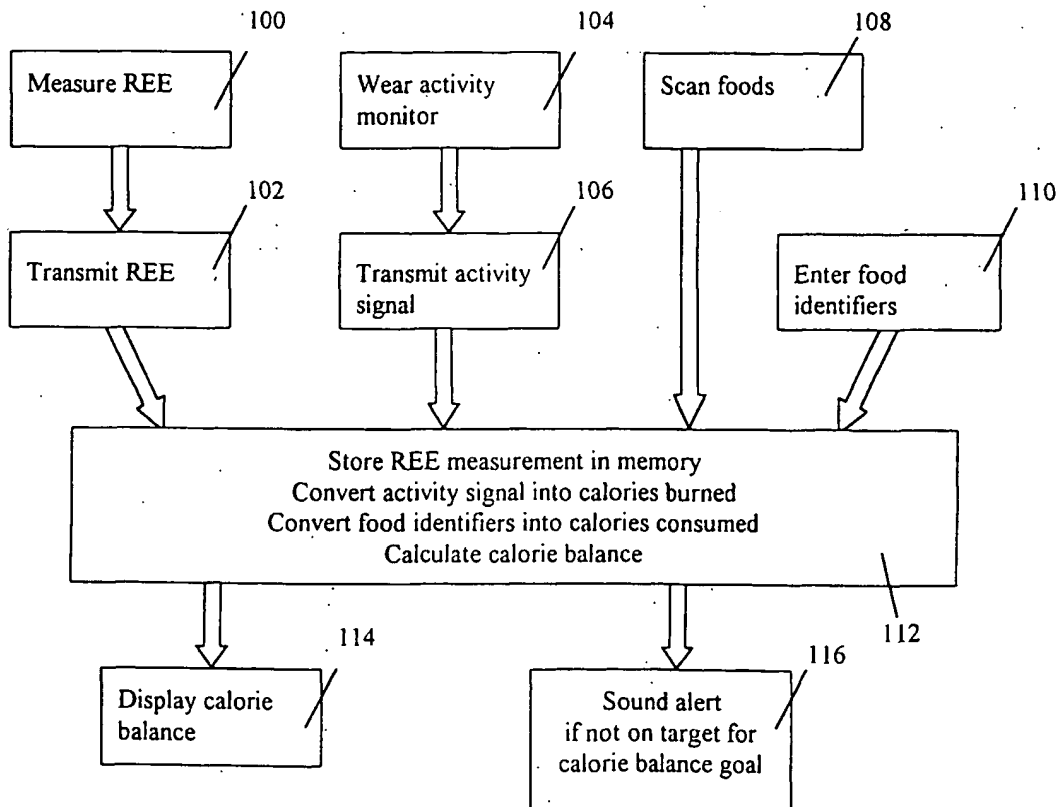 100
104
108
Measure REE
Wear activity
monitor
Scan foods
102
106
110
Transmit REE
Transmit activity
signal
Enter food
identifiers
Store REE measurement in memory
Convert activity signal into calories burned
Convert food identifiers into calories consumed
Calculate calorie balance
112
114
116
Display calorie
balance
Sound alert
if not on target for
calorie balance goal